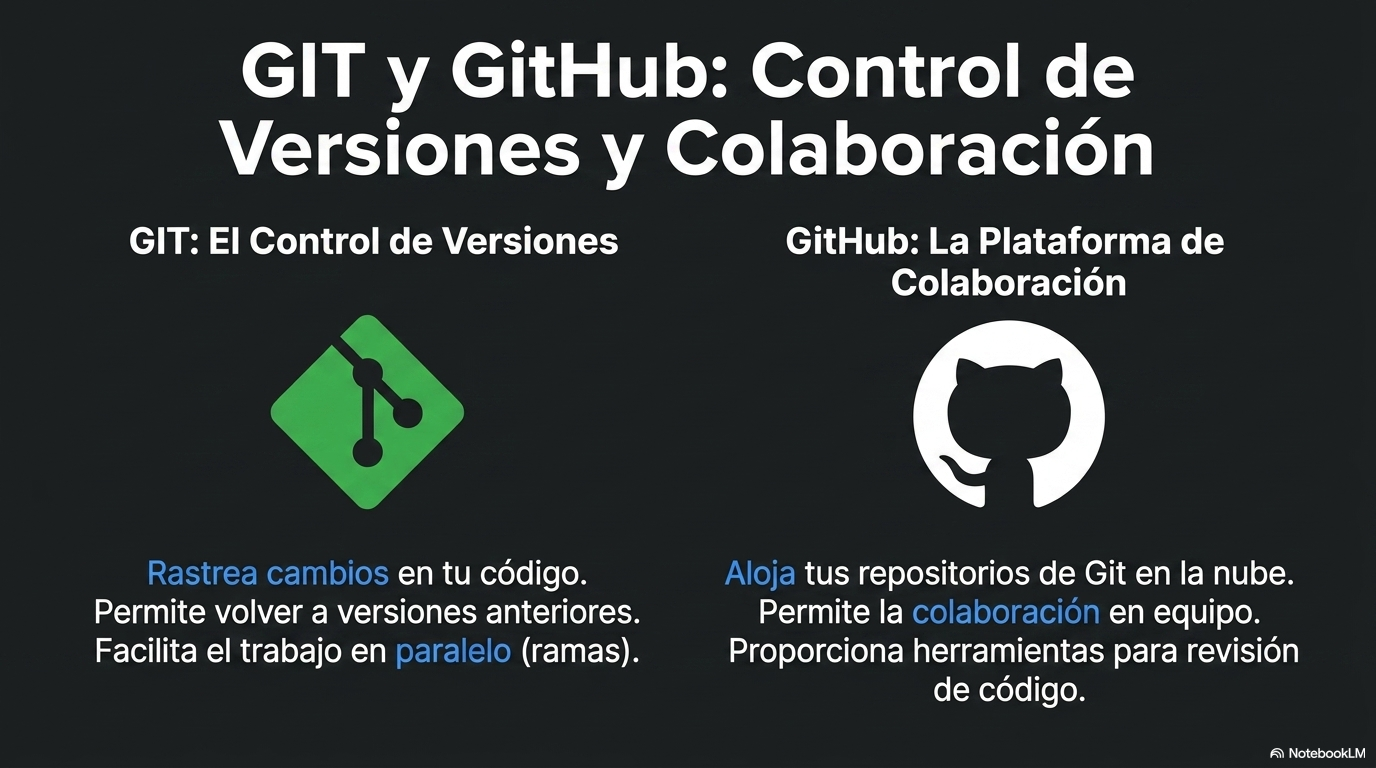 GIT y GitHub: Control de
Versiones y Colaboración
GIT: El Control de Versiones
Rastrea cambios en tu código.
Permite volver a versiones anteriores.
Facilita el trabajo en paralelo (ramas).
GitHub: La Plataforma de
Colaboración
Aloja tus repositorios de Git en la nube.
Permite la colaboración en equipo.
Proporciona herramientas para revisión
de código.
NotebookLM